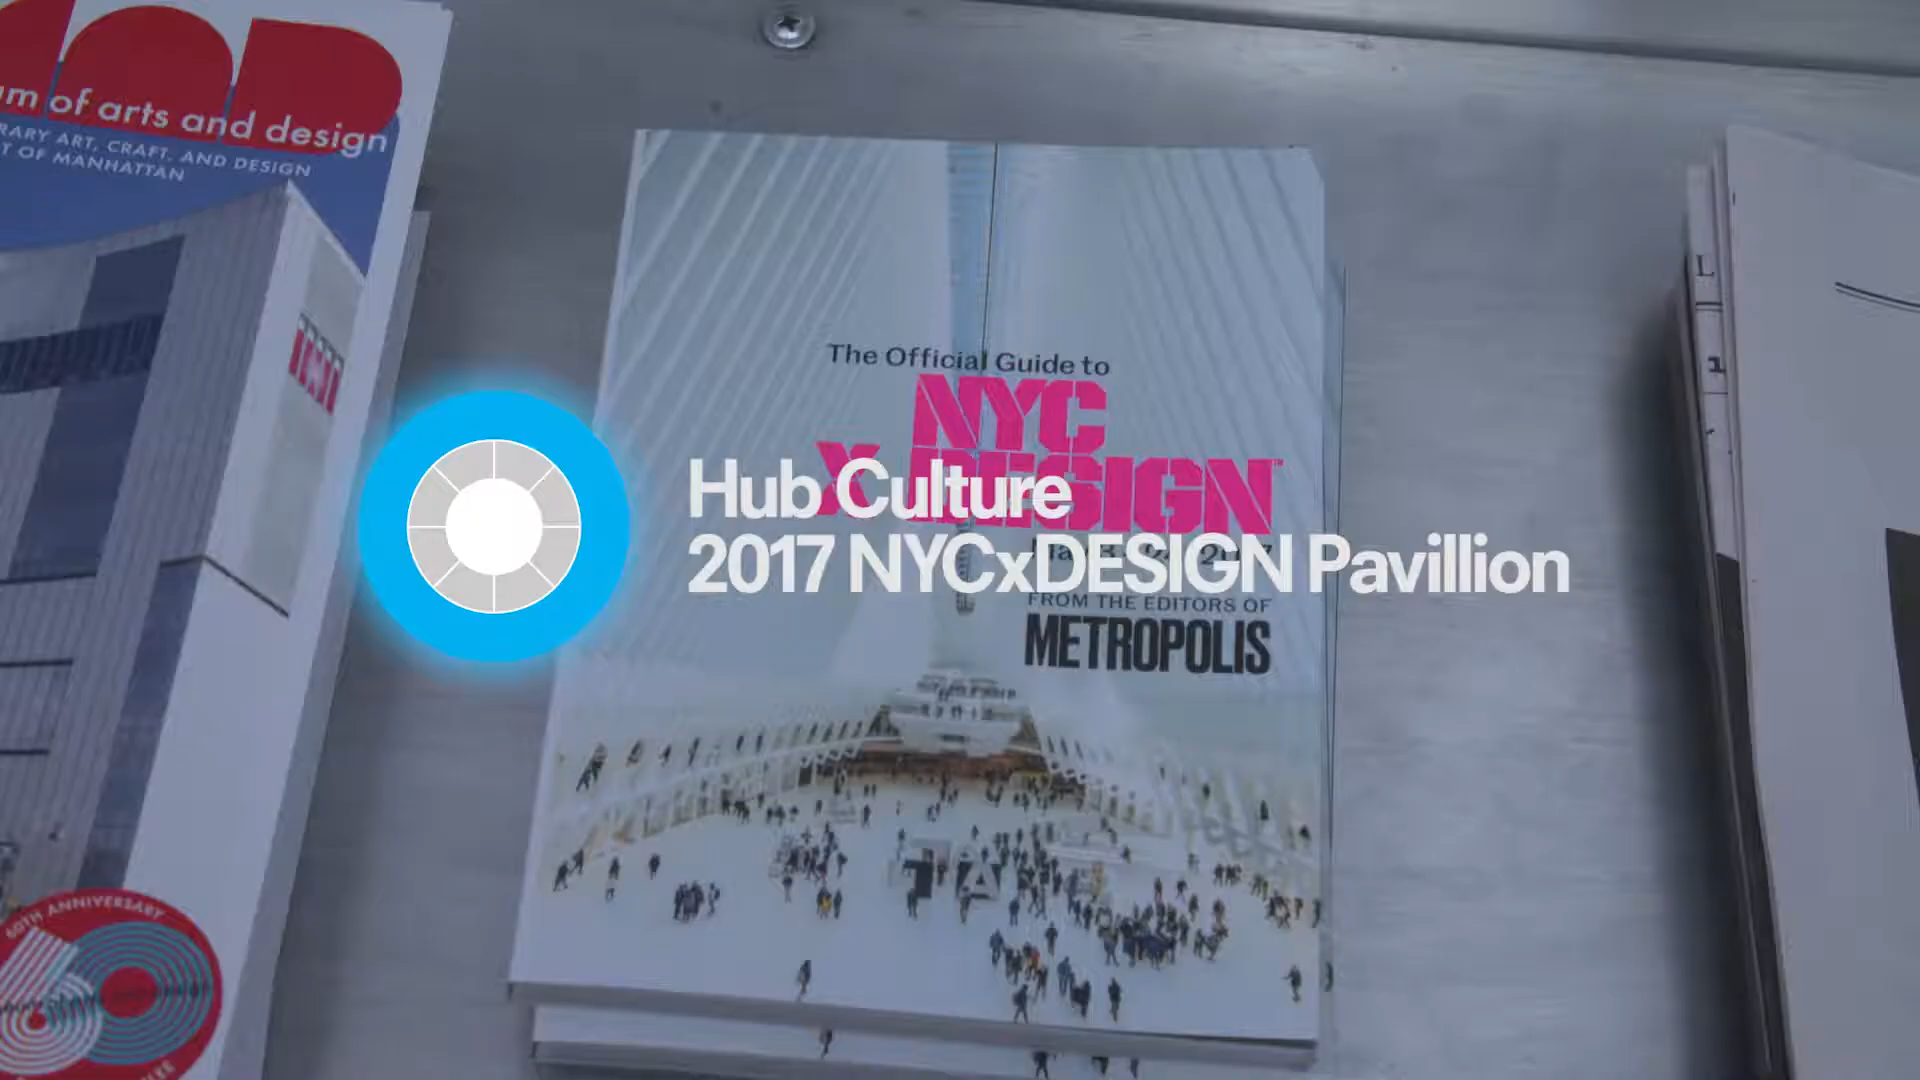 um of arts and design
RARY ART, CRAFT, AND DESIGN
T OF MANHATTAN
60TH ANNIVERSARY
The Official Guide to
NYC
X DESIGN
Hub Culture
2017 NYCxDESIGN Pavillion
FROM THE EDITORS OF
METROPOLIS